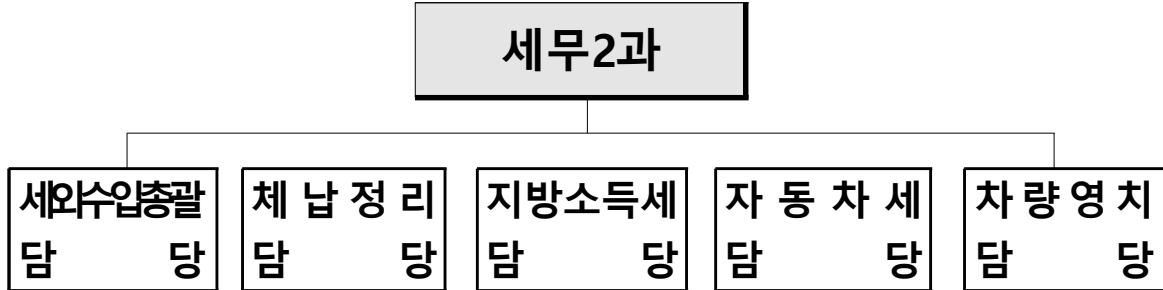 세무2과
세외수입총괄
담 당
체 납 정 리
담 당
지방소득세
담 당
자 동 차 세
담 당
차 량 영 치
담 당